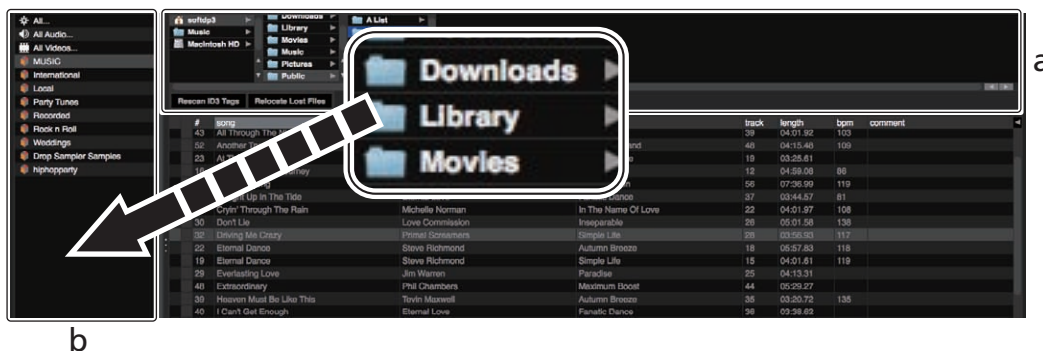 All...
All Audio...
All Videos...
MUSIC
International
Local
Party Tunes
Recorded
Rock n Roll
Weddings
Drop Sampler Samples
hiphopparty
b
softdp3
Music
Macintosh HD
Downloads
Library
Movies
Music
Pictures
Public
A List
Rescan ID3 Tags Relocate Lost Files
a
Downloads
Library
Movies
# song track length bpm comment
43 All Through The 39 04:01.92 103
52 Another 48 04:15.48 109
23 19 03:25.61
12 04:59.08 86
56 07:36.99 119
Up In The Tide Dance 37 03:44.57 81
Cryin' Through The Rain Michelle Norman In The Name Of Love 22 04:01.97 108
30 Don't Lie Love Commission Inseparable 26 05:01.58 138
32 Driving Me Crazy Primal Screamers Simple Life 28 03:56.93 117
22 Eternal Dance Steve Richmond Autumn Breeze 18 05:57.83 118
19 Eternal Dance Steve Richmond Simple Life 15 04:01.61 119
29 Everlasting Love Jim Warren Paradise 25 04:13.31
48 Extraordinary Phil Chambers Maximum Boost 44 05:29.27
39 Heaven Must Be Like This Tevin Maxwell Autumn Breeze 35 03:20.72 135
40 I Can't Get Enough Eternal Love Fanatic Dance